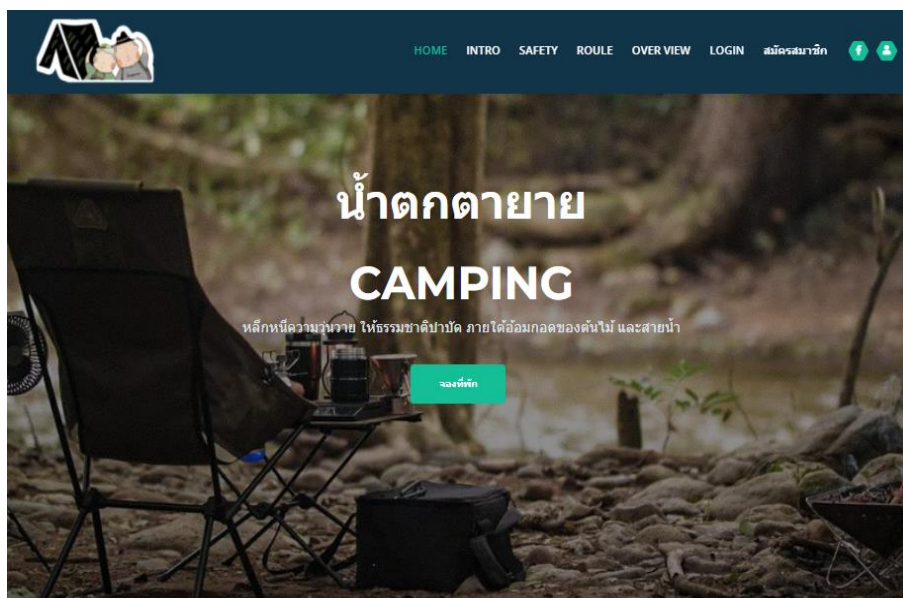 HOME INTRO SAFETY ROULE OVER VIEW LOGIN สมัครสมาชิก
น้ำตกตายาย
CAMPING
หลีกหนีความวุ่นวาย ให้ธรรมชาติบำบัด ภายใต้อ้อมกอดของต้นไม้ และสายน้ำ
จองที่พัก